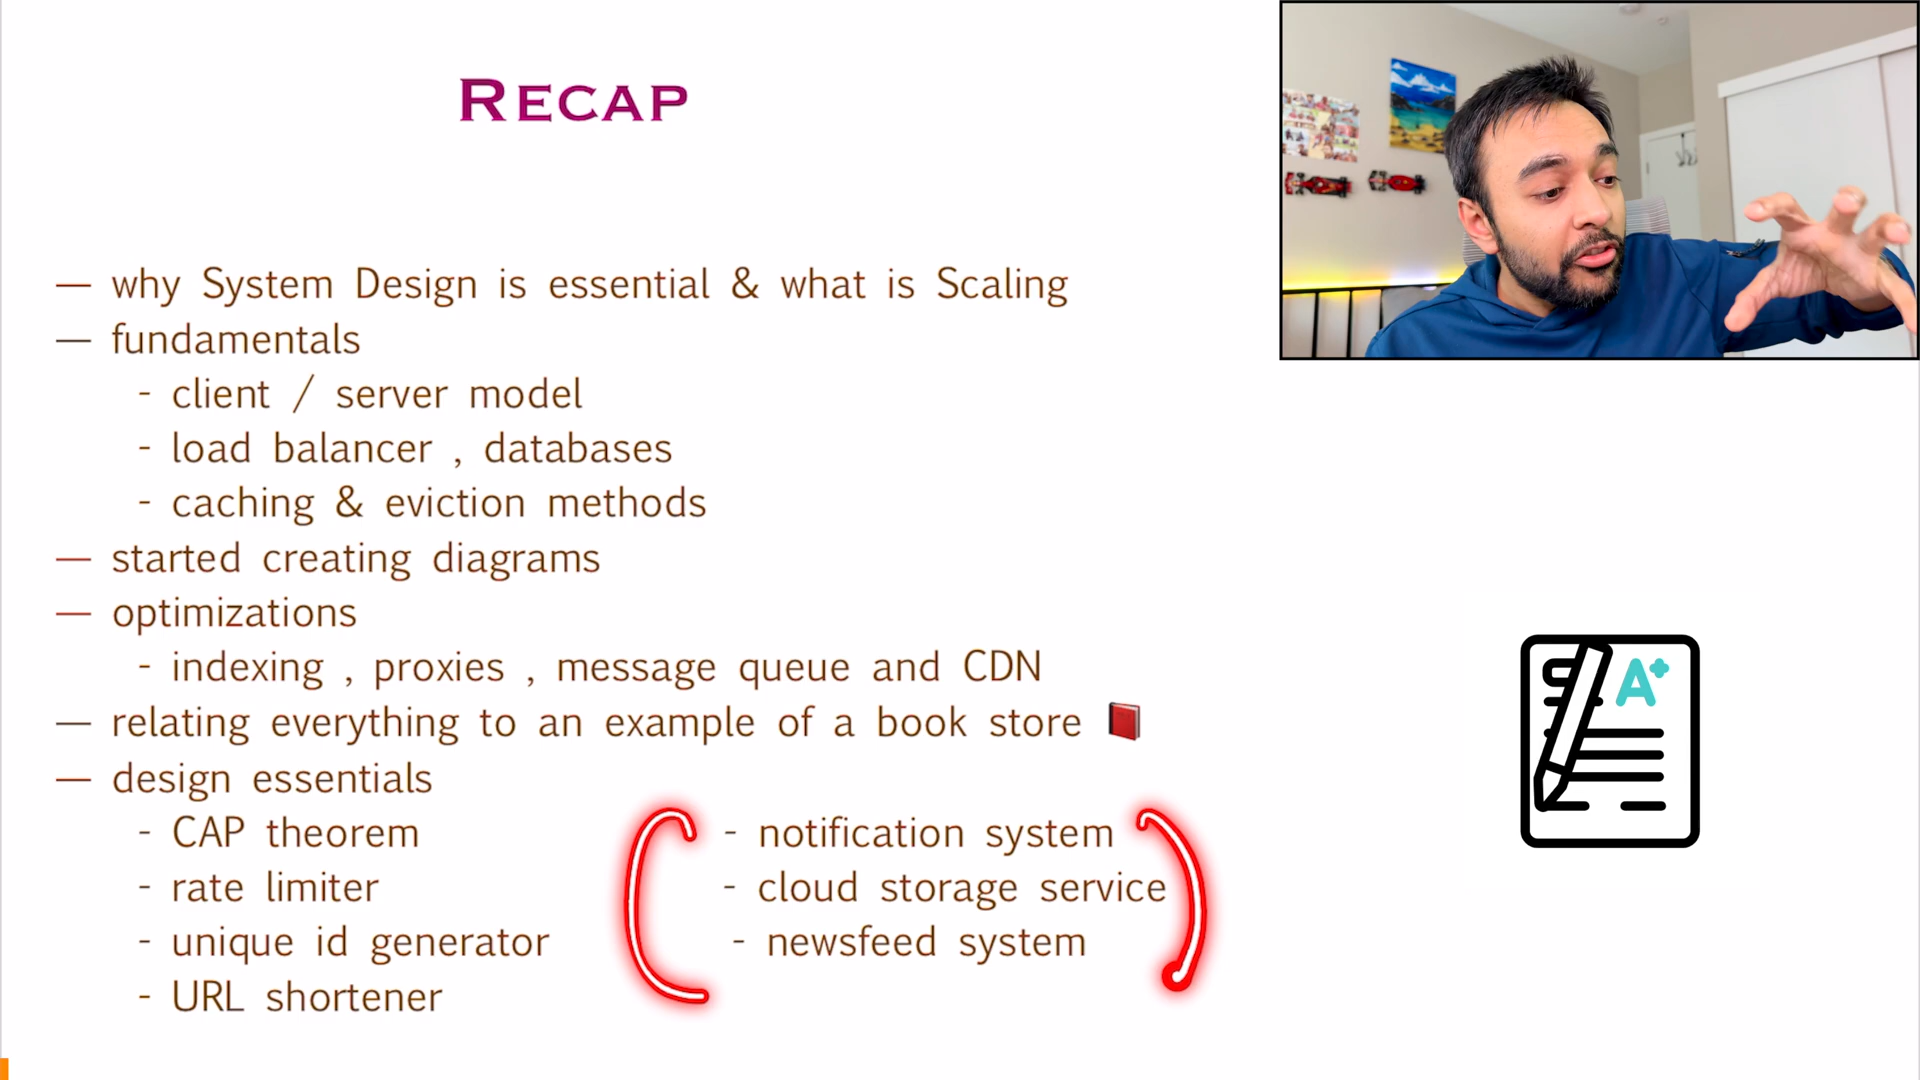 RECAP
— why System Design is essential & what is Scaling
— fundamentals
- client / server model
- load balancer , databases
- caching & eviction methods
— started creating diagrams
— optimizations
- indexing , proxies , message queue and CDN
— relating everything to an example of a book store 📕
— design essentials
- CAP theorem
- rate limiter
- unique id generator
- URL shortener
- notification system
- cloud storage service
- newsfeed system
A+